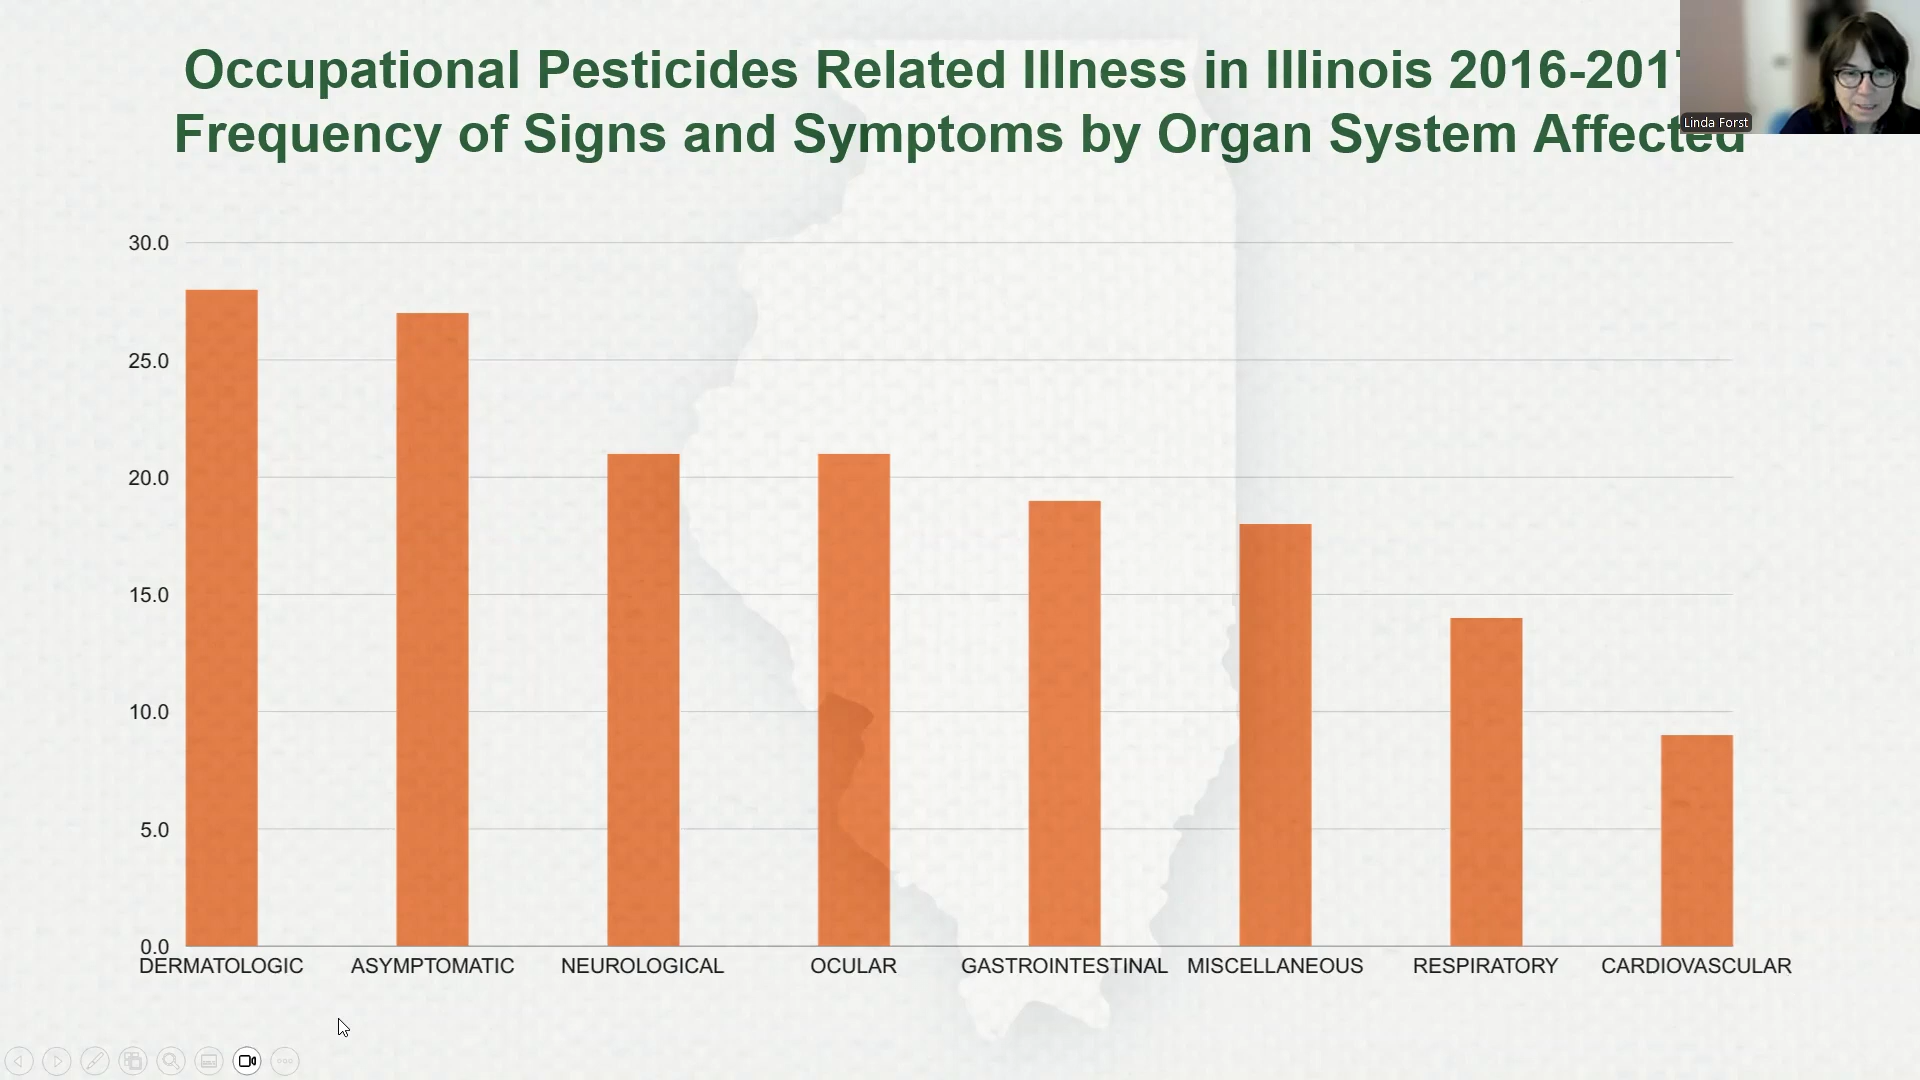 Occupational Pesticides Related Illness in Illinois 2016-201
Frequency of Signs and Symptoms by Organ System Affected
Linda Forst
30.0
25.0
20.0
15.0
10.0
5.0
0.0
DERMATOLOGIC ASYMPTOMATIC NEUROLOGICAL OCULAR GASTROINTESTINAL MISCELLANEOUS RESPIRATORY CARDIOVASCULAR